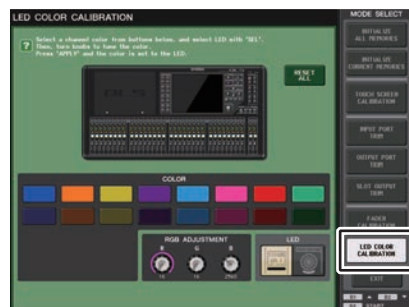 LED COLOR CALIBRATION
? Select a channel color from buttons below, and select LED with 'SEL'.
Then, turn knobs to tune the color.
Press 'APPLY' and the color is set to the LED.
RESET
ALL
COLOR
RGB ADJUSTMENT
R G B
LED
MODE SELECT
INITIALIZE
ALL MEMORIES
INITIALIZE
CURRENT MEMORIES
TOUCH SCREEN
CALIBRATION
INPUT PORT
TRIM
OUTPUT PORT
TRIM
SLOT OUTPUT
TRIM
FADER
CALIBRATION
LED COLOR
CALIBRATION
EXIT